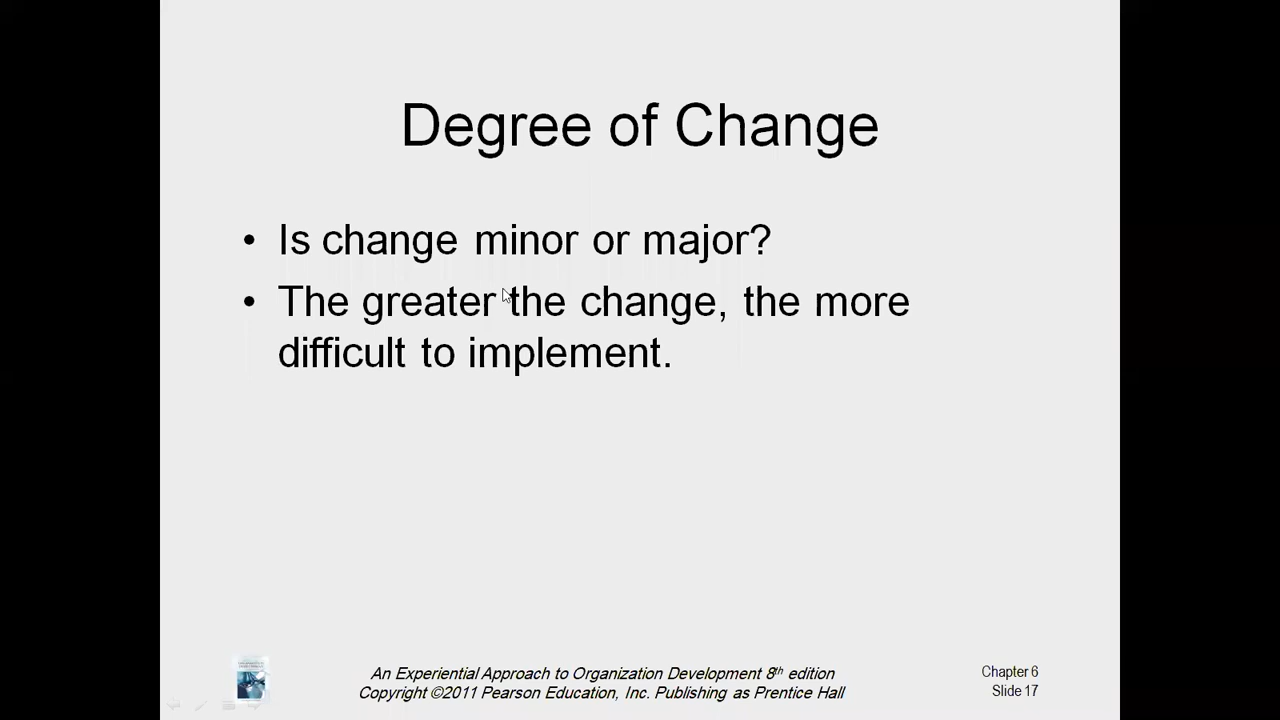 Degree of Change
• Is change minor or major?
• The greater the change, the more
difficult to implement.
An Experiential Approach to Organization Development 8th edition
Copyright ©2011 Pearson Education, Inc. Publishing as Prentice Hall
Chapter 6
Slide 17